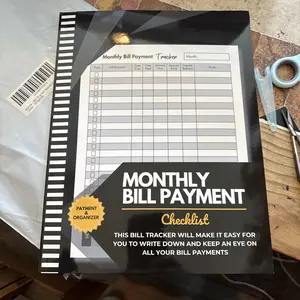 Monthly Bill Payment Tracker
Month:
MONTHLY
BILL PAYMENT
Checklist
PAYMENT
&
ORGANIZER
THIS BILL TRACKER WILL MAKE IT EASY FOR
YOU TO WRITE DOWN AND KEEP AN EYE ON
ALL YOUR BILL PAYMENTS